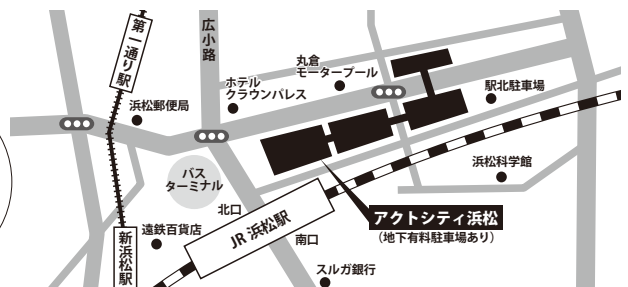 第一通り駅
広小路
丸倉
モータープール
ホテル
クラウンパレス
浜松郵便局
駅北駐車場
バス
ターミナル
浜松科学館
北口
JR 浜松駅
南口
アクトシティ浜松
（地下有料駐車場あり）
遠鉄百貨店
新浜松駅
スルガ銀行